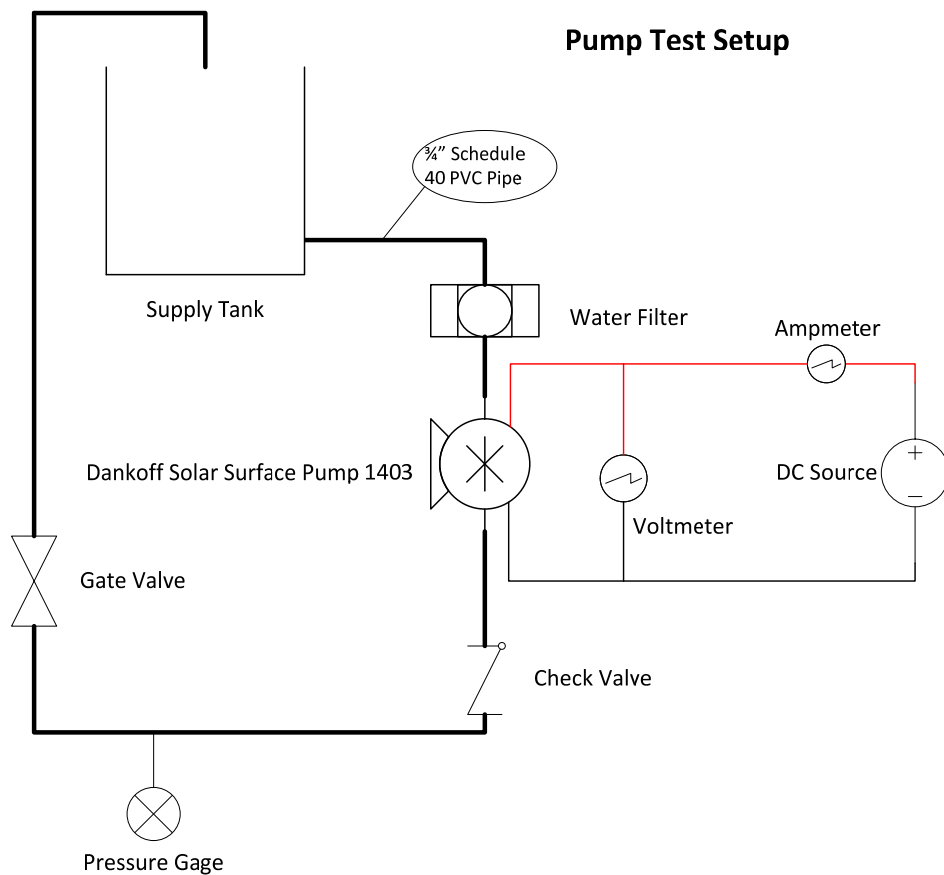 Pump Test Setup
¾” Schedule
40 PVC Pipe
Supply Tank
Water Filter
Ampmeter
Dankoff Solar Surface Pump 1403
DC Source
+
−
Voltmeter
Gate Valve
Check Valve
Pressure Gage